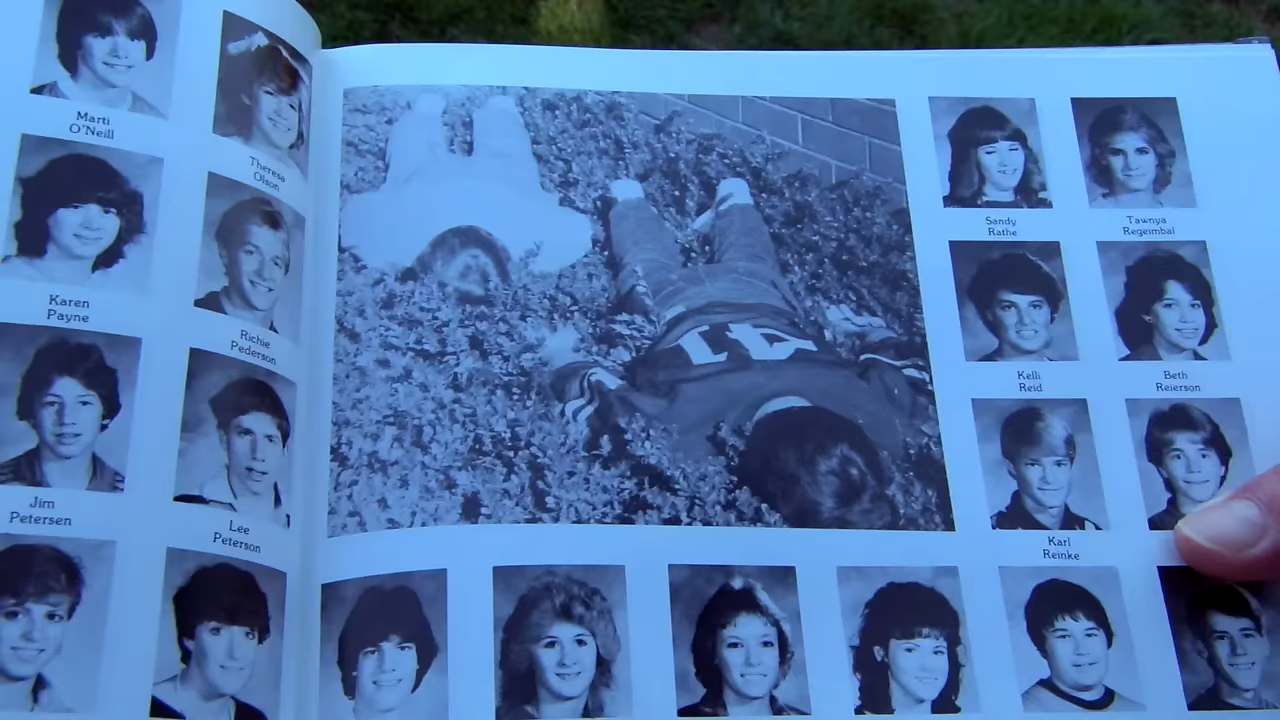 Marti
O'Neill
Theresa
Olson
Karen
Payne
Richie
Pederson
Jim
Petersen
Lee
Peterson
41
Sandy
Rathe
Tawnya
Regeimbal
Kelli
Reid
Beth
Reierson
Karl
Reinke